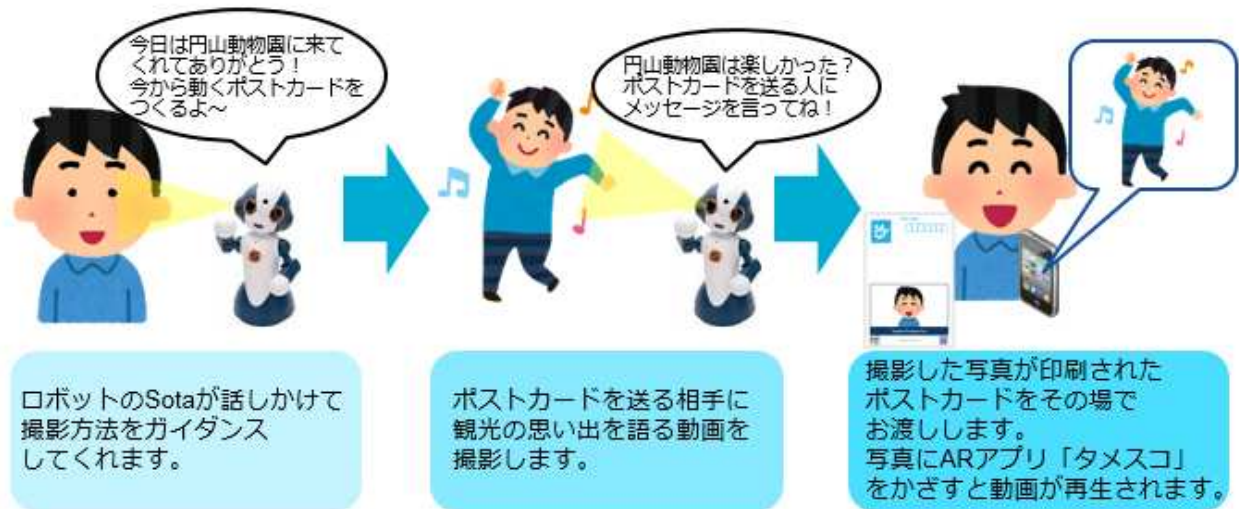 今日は円山動物園に来て
くれてありがとう！
今から動くポストカードを
つくるよ～
円山動物園は楽しかった？
ポストカードを送る人に
メッセージを言ってね！
ロボットのSotaが話しかけて
撮影方法をガイダンス
してくれます。
ポストカードを送る相手に
観光の思い出を語る動画を
撮影します。
撮影した写真が印刷された
ポストカードをその場で
お渡しします。
写真にARアプリ「タメスコ」
をかざすと動画が再生されます。